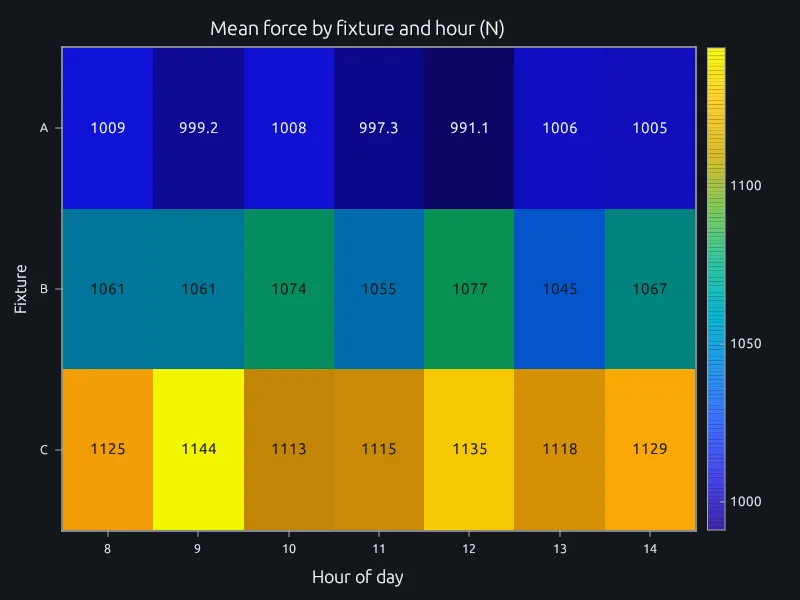 Mean force by fixture and hour (N)
A 1009 999.2 1008 997.3 991.1 1006 1005
B 1061 1061 1074 1055 1077 1045 1067
C 1125 1144 1113 1115 1135 1118 1129
8 9 10 11 12 13 14
Hour of day
Fixture
1100
1050
1000